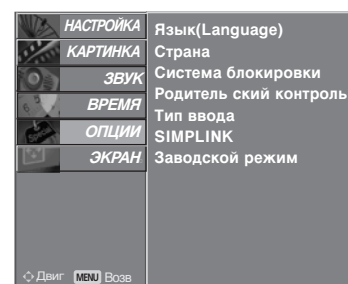 НАСТРОЙКА
КАРТИНКА
ЗВУК
ВРЕМЯ
ОПЦИИ
ЭКРАН
Язык(Language)
Страна
Система блокировки
Родитель ский контроль
Тип ввода
SIMPLINK
Заводской режим
Двиг MENU Возв